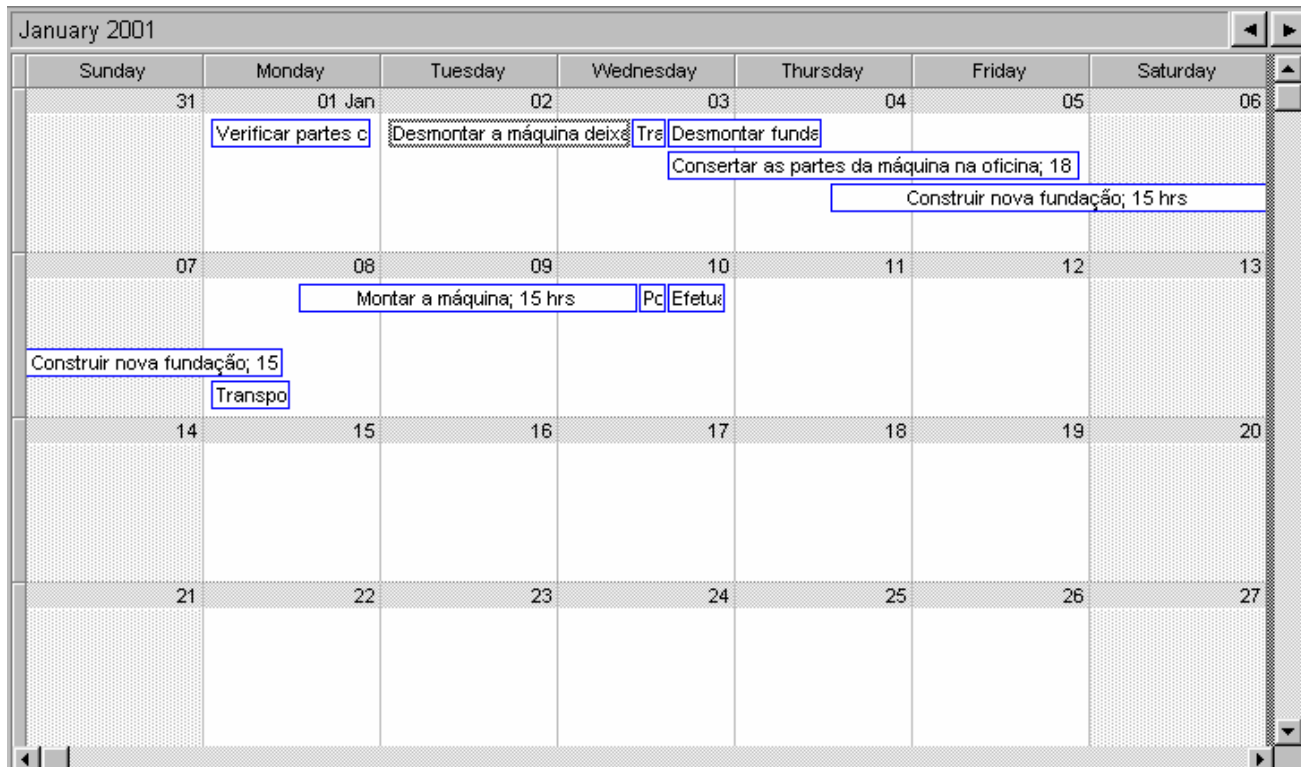 January 2001
Sunday Monday Tuesday Wednesday Thursday Friday Saturday
31 01 Jan 02 03 04 05 06
Verificar partes c Desmontar a máquina deixa Tra Desmontar funda
Consertar as partes da máquina na oficina; 18
Construir nova fundação; 15 hrs
07 08 09 10 11 12 13
Montar a máquina; 15 hrs Po Efetua
Construir nova fundação; 15
Transpo
14 15 16 17 18 19 20
21 22 23 24 25 26 27